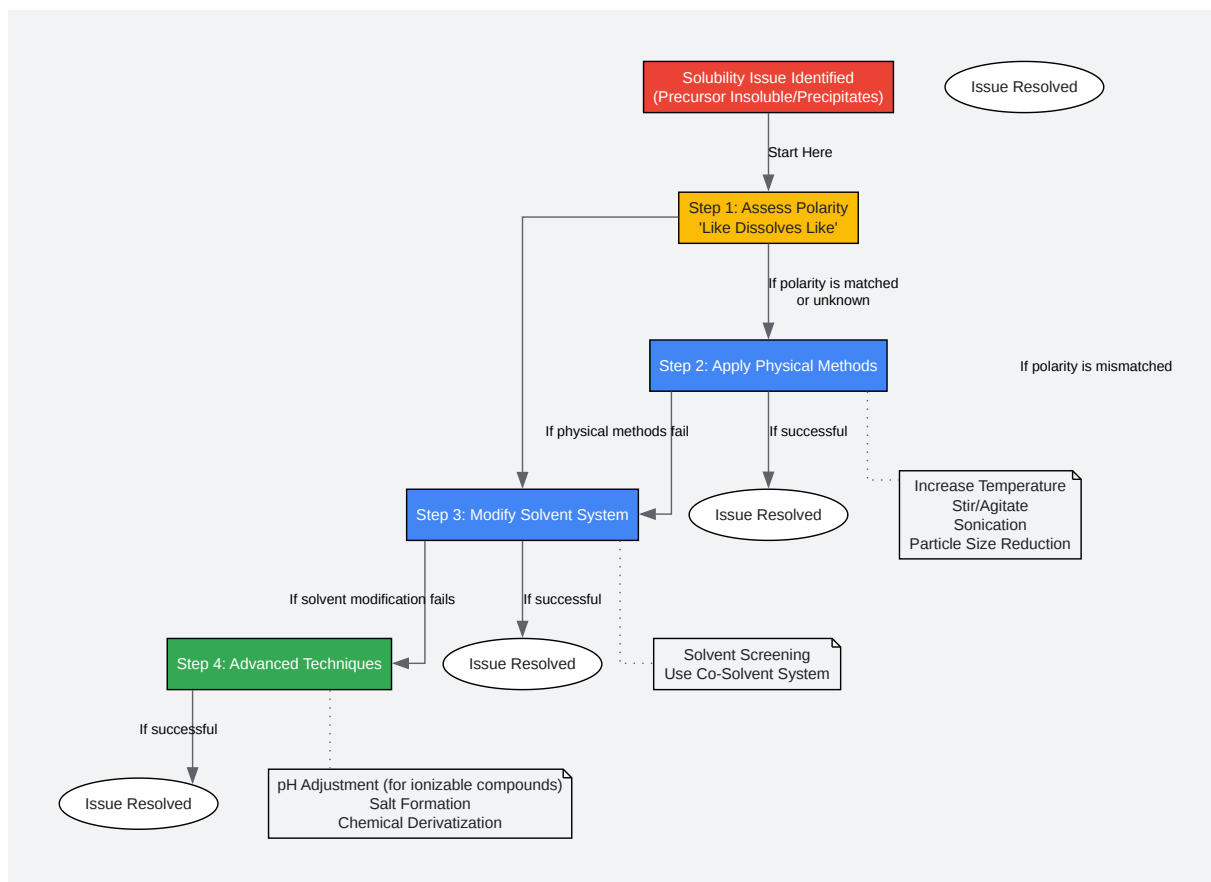 Solubility Issue Identified
(Precursor Insoluble/Precipitates)
Issue Resolved
Start Here
Step 1: Assess Polarity
'Like Dissolves Like'
If polarity is matched
or unknown
Step 2: Apply Physical Methods
If polarity is mismatched
If physical methods fail
If successful
Increase Temperature
Stir/Agitate
Sonication
Particle Size Reduction
Step 3: Modify Solvent System
Issue Resolved
If solvent modification fails
If successful
Solvent Screening
Use Co-Solvent System
Step 4: Advanced Techniques
Issue Resolved
If successful
pH Adjustment (for ionizable compounds)
Salt Formation
Chemical Derivatization
Issue Resolved